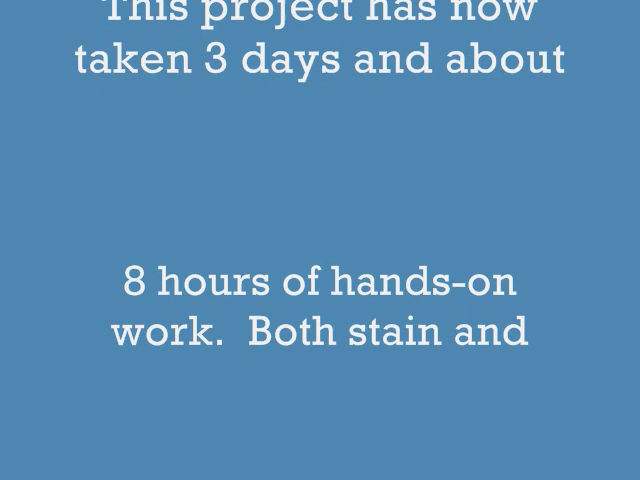 This project has now
taken 3 days and about
8 hours of hands-on
work.  Both stain and